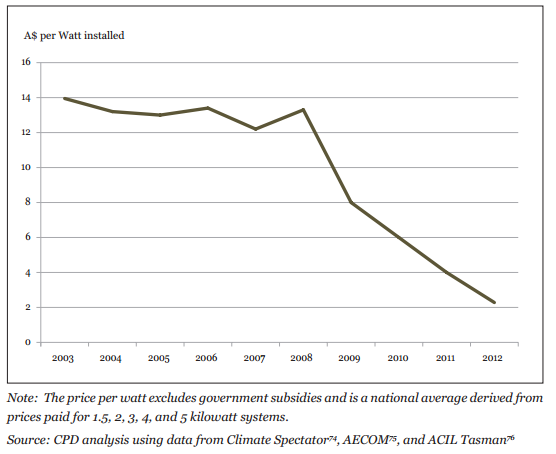 A$ per Watt installed
16
14
12
10
8
6
4
2
0
2003 2004 2005 2006 2007 2008 2009 2010 2011 2012
Note: The price per watt excludes government subsidies and is a national average derived from
prices paid for 1.5, 2, 3, 4, and 5 kilowatt systems.
Source: CPD analysis using data from Climate Spectator⁷⁴, AECOM⁷⁵, and ACIL Tasman⁷⁶